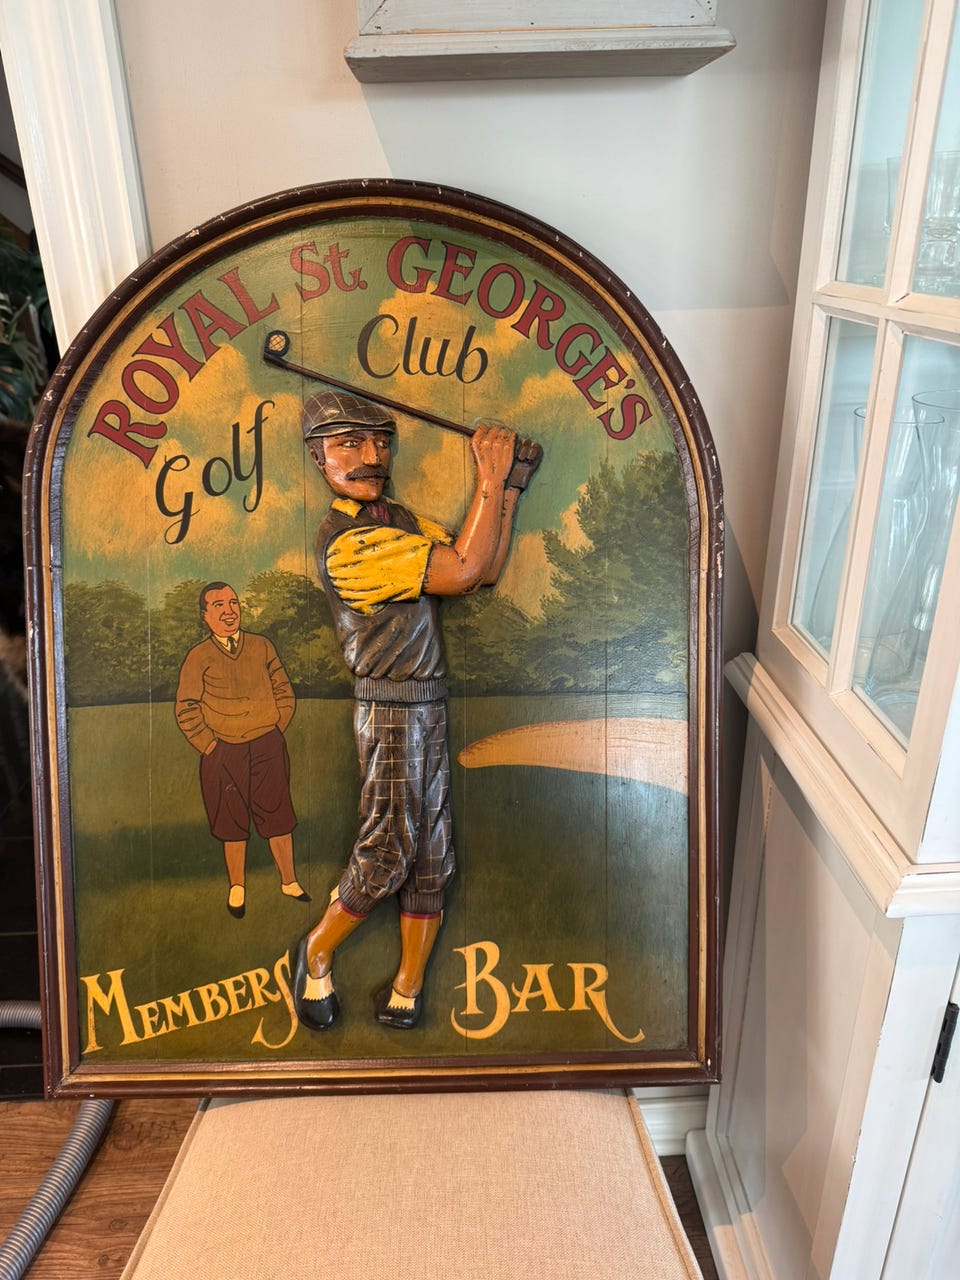 ROYAL St. GEORGE'S
Golf Club
MEMBERS BAR